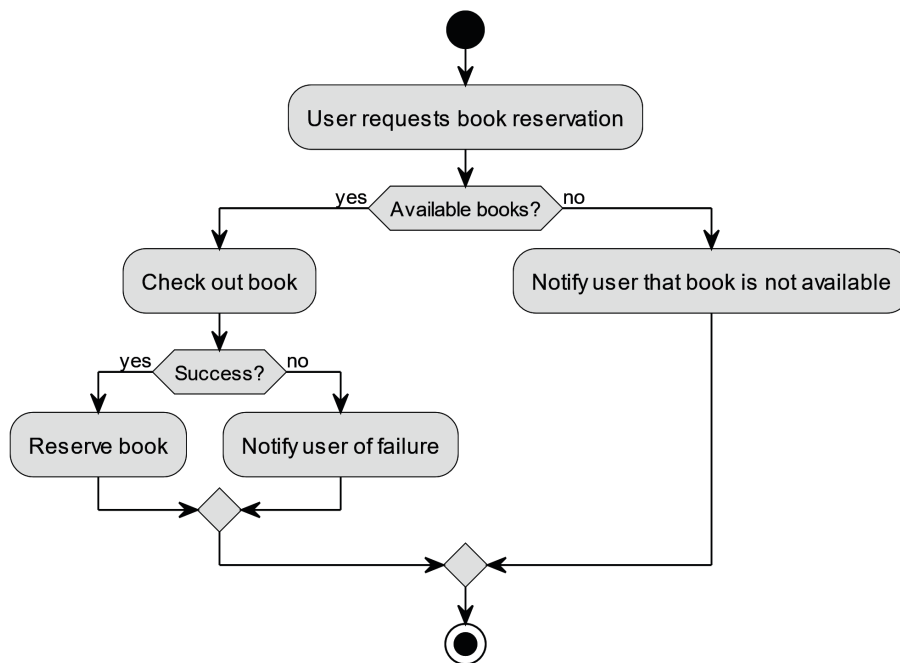 User requests book reservation
yes
Available books?
no
Check out book
Notify user that book is not available
yes
Success?
no
Reserve book
Notify user of failure